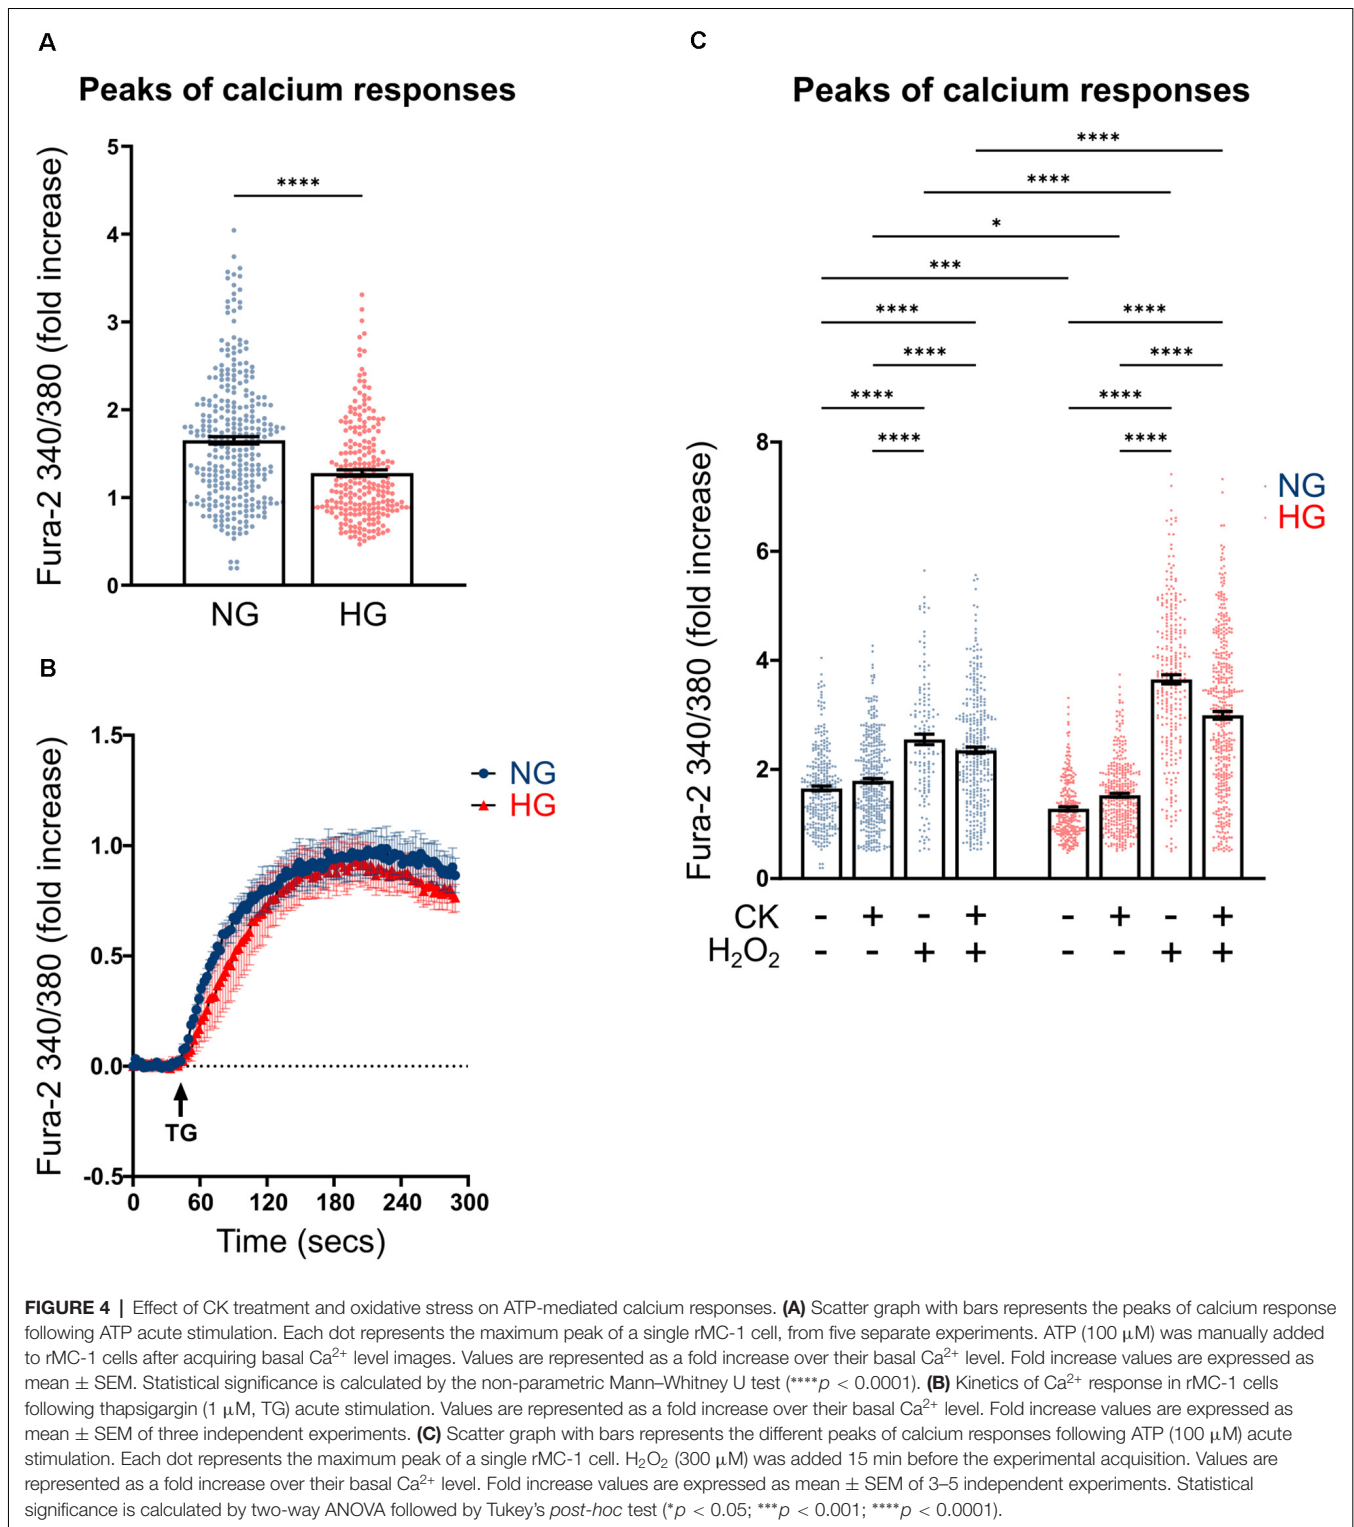 A
Peaks of calcium responses
Fura-2 340/380 (fold increase)
5
4
3
2
1
0
****
NG
HG
B
Fura-2 340/380 (fold increase)
1.5
1.0
0.5
0.0
-0.5
NG
HG
TG
0 60 120 180 240 300
Time (secs)
C
Peaks of calcium responses
****
****
*
***
**** ****
**** ****
**** ****
**** ****
Fura-2 340/380 (fold increase)
8
6
4
2
0
NG
HG
CK - + - + - + - +
H₂O₂ - - + + - - + +
FIGURE 4 | Effect of CK treatment and oxidative stress on ATP-mediated calcium responses. (A) Scatter graph with bars represents the peaks of calcium response
following ATP acute stimulation. Each dot represents the maximum peak of a single rMC-1 cell, from five separate experiments. ATP (100 μM) was manually added
to rMC-1 cells after acquiring basal Ca²⁺ level images. Values are represented as a fold increase over their basal Ca²⁺ level. Fold increase values are expressed as
mean ± SEM. Statistical significance is calculated by the non-parametric Mann–Whitney U test (****p < 0.0001). (B) Kinetics of Ca²⁺ response in rMC-1 cells
following thapsigargin (1 μM, TG) acute stimulation. Values are represented as a fold increase over their basal Ca²⁺ level. Fold increase values are expressed as
mean ± SEM of three independent experiments. (C) Scatter graph with bars represents the different peaks of calcium responses following ATP (100 μM) acute
stimulation. Each dot represents the maximum peak of a single rMC-1 cell. H₂O₂ (300 μM) was added 15 min before the experimental acquisition. Values are
represented as a fold increase over their basal Ca²⁺ level. Fold increase values are expressed as mean ± SEM of 3–5 independent experiments. Statistical
significance is calculated by two-way ANOVA followed by Tukey's post-hoc test (*p < 0.05; ***p < 0.001; ****p < 0.0001).